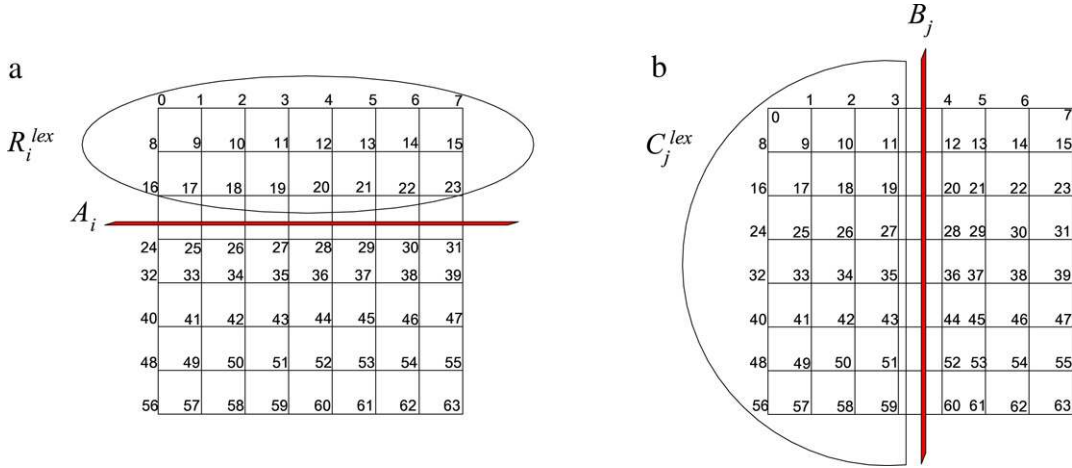 a
0 1 2 3 4 5 6 7
R_i^{lex}
8 9 10 11 12 13 14 15
16 17 18 19 20 21 22 23
A_i
24 25 26 27 28 29 30 31
32 33 34 35 36 37 38 39
40 41 42 43 44 45 46 47
48 49 50 51 52 53 54 55
56 57 58 59 60 61 62 63
B_j
b
1 2 3 4 5 6
0 7
C_j^{lex}
8 9 10 11 12 13 14 15
16 17 18 19 20 21 22 23
24 25 26 27 28 29 30 31
32 33 34 35 36 37 38 39
40 41 42 43 44 45 46 47
48 49 50 51 52 53 54 55
56 57 58 59 60 61 62 63